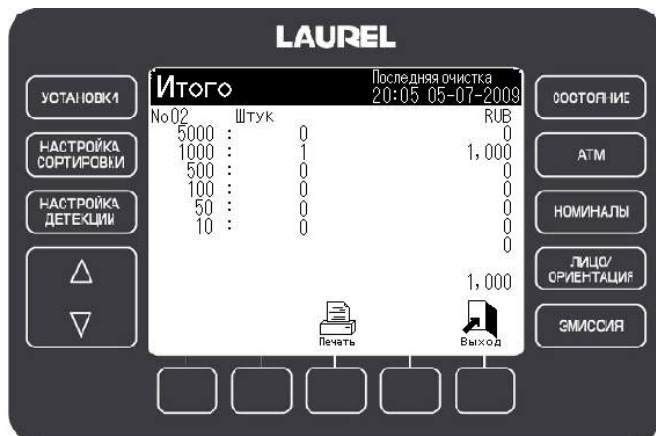 LAUREL
Итого
Последняя очистка
20:05 05-07-2009
УСТАНОВКИ
НАСТРОЙКА
СОРТИРОВКИ
НАСТРОЙКА
ДЕТЕКЦИИ
No02 Штук RUB
5000 : 0 0
1000 : 1 1,000
500 : 0 0
100 : 0 0
50 : 0 0
10 : 0 0
0
1,000
Печать
Выход
СОСТОЯНИЕ
ATM
НОМИНАЛЫ
ЛИЦО/
ОРИЕНТАЦИЯ
ЭМИССИЯ